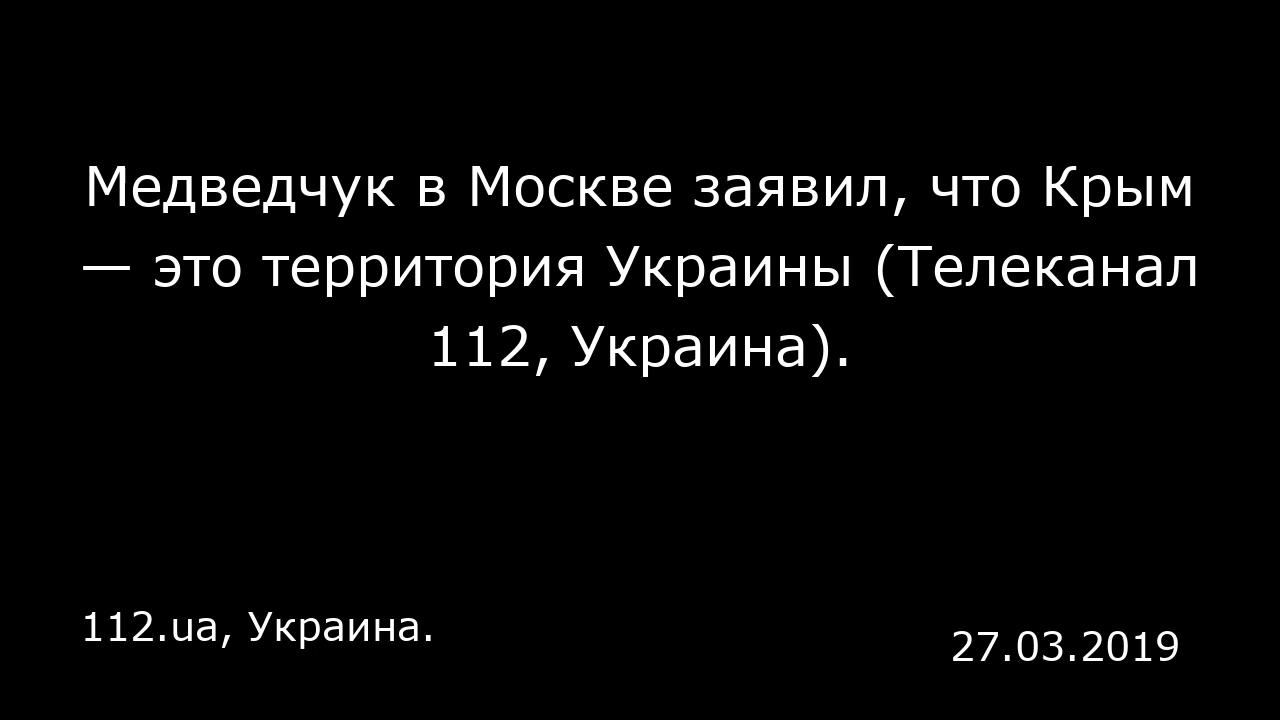 Медведчук в Москве заявил, что Крым
— это территория Украины (Телеканал
112, Украина).
112.ua, Украина.
27.03.2019